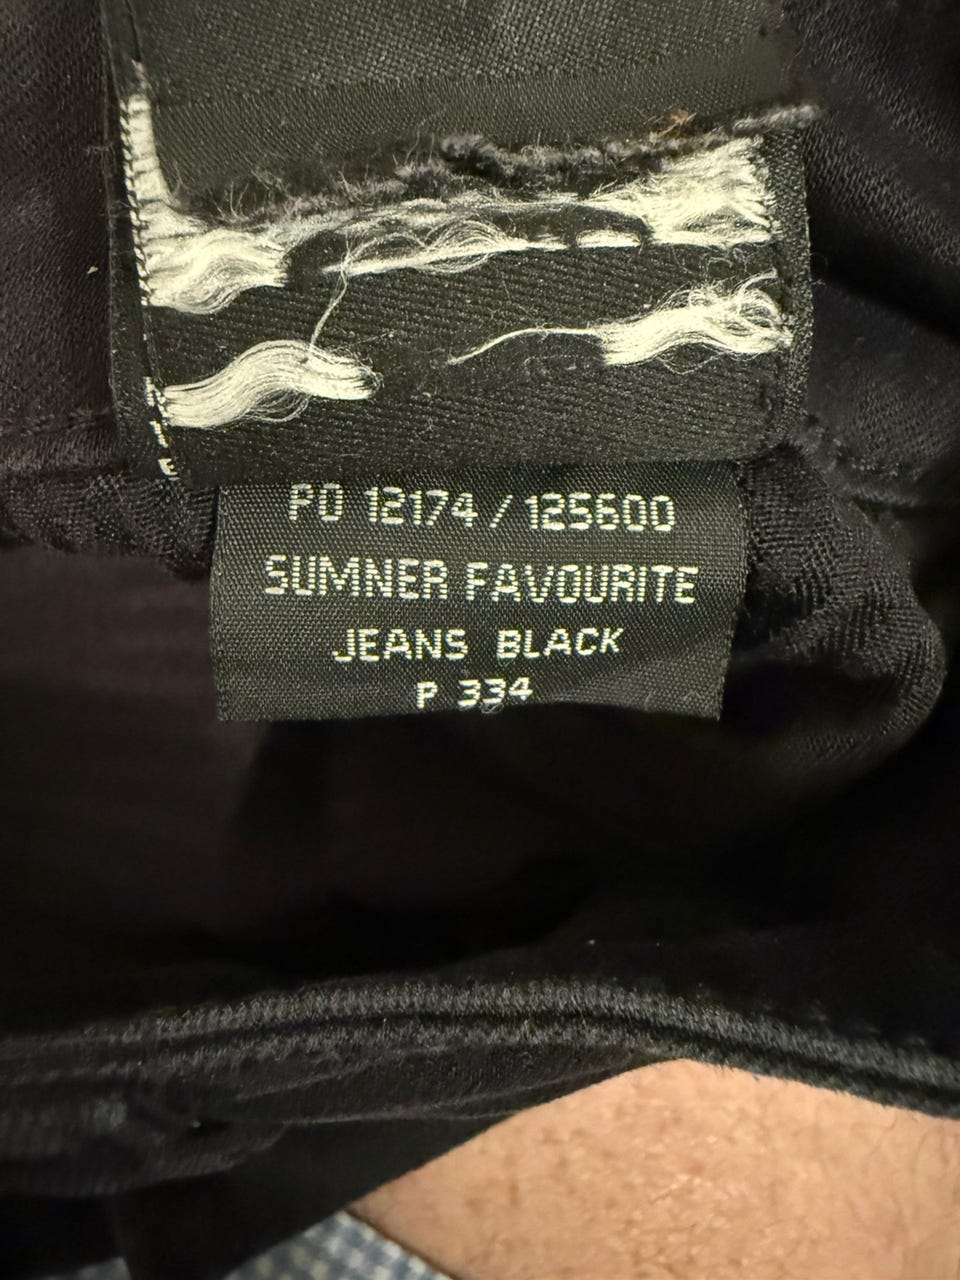 PO 12174 / 125600
SUMNER FAVOURITE
JEANS BLACK
P 334